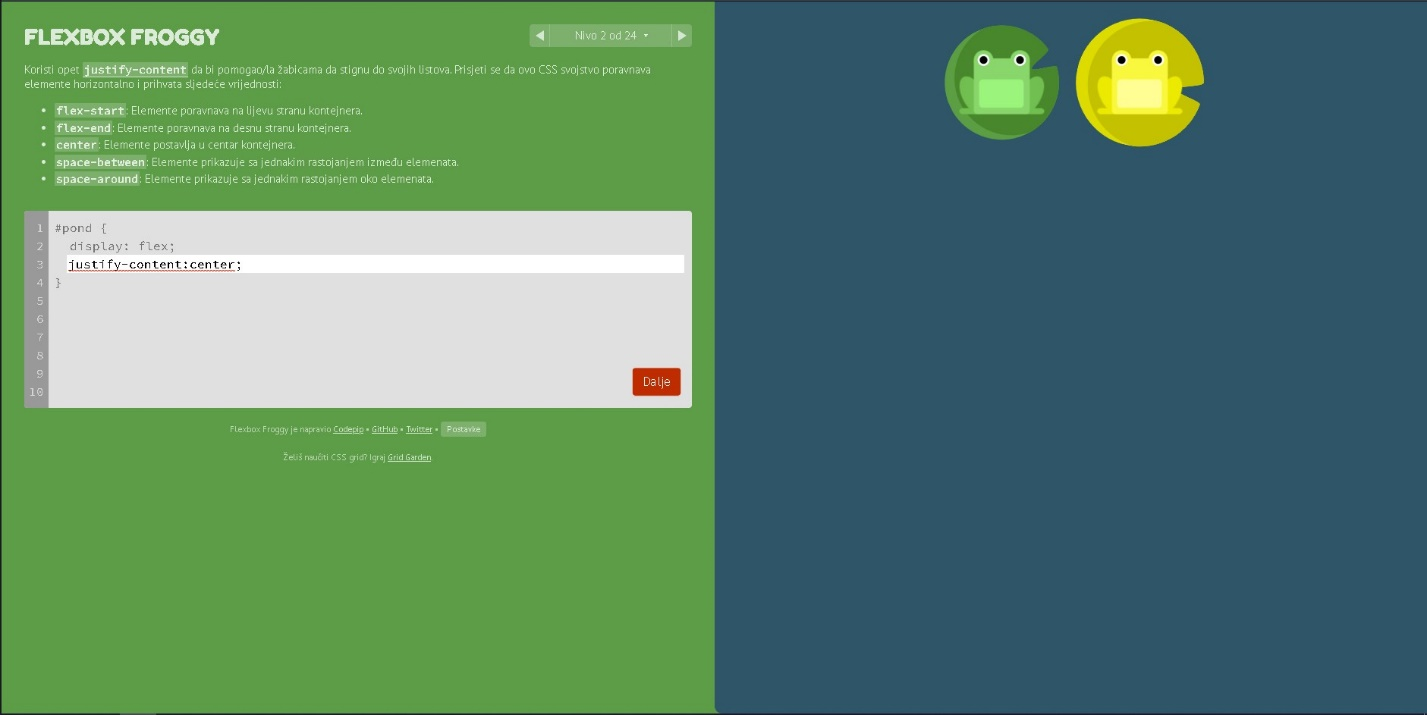 FLEXBOX FROGGY
Nivo 2 od 24
Koristi opet justify-content da bi pomogao/la žabicama da stignu do svojih listova. Prisjeti se da ovo CSS svojstvo poravnava
elemente horizontalno i prihvata sljedeće vrijednosti:
• flex-start: Elemente poravnava na lijevu stranu kontejnera.
• flex-end: Elemente poravnava na desnu stranu kontejnera.
• center: Elemente postavlja u centar kontejnera.
• space-between: Elemente prikazuje sa jednakim rastojanjem između elemenata.
• space-around: Elemente prikazuje sa jednakim rastojanjem oko elemenata.
1 #pond {
2 display: flex;
3 justify-content:center;
4 }
5
6
7
8
9
10
Dalje
Flexbox Froggy je napravio Codepip • GitHub • Twitter • Postavke
Želiš naučiti CSS grid? Igraj Grid Garden.